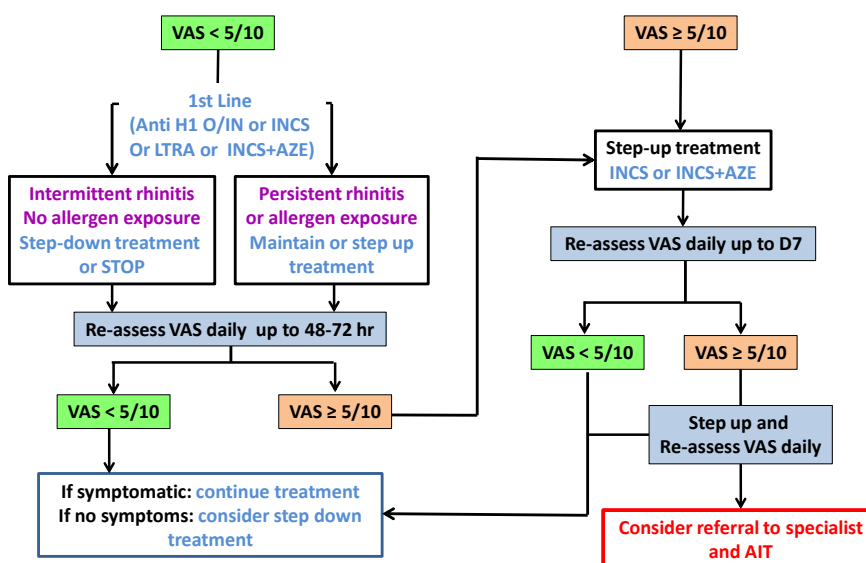 VAS < 5/10
1st Line
(Anti H1 O/IN or INCS
Or LTRA or INCS+AZE)
Intermittent rhinitis
No allergen exposure
Step-down treatment
or STOP
Persistent rhinitis
or allergen exposure
Maintain or step up
treatment
Re-assess VAS daily up to 48-72 hr
VAS < 5/10
VAS ≥ 5/10
If symptomatic: continue treatment
If no symptoms: consider step down
treatment
VAS ≥ 5/10
Step-up treatment
INCS or INCS+AZE
Re-assess VAS daily up to D7
VAS < 5/10
VAS ≥ 5/10
Step up and
Re-assess VAS daily
Consider referral to specialist
and AIT